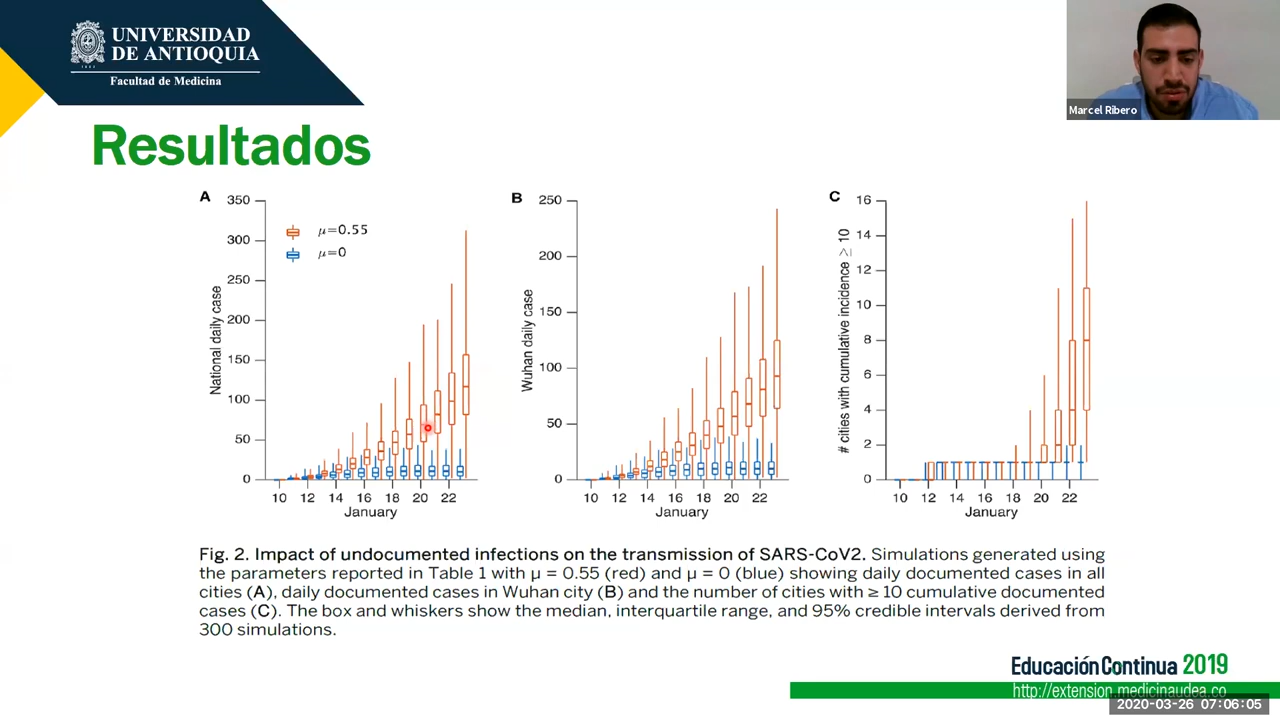 UNIVERSIDAD
DE ANTIOQUIA
1803
Facultad de Medicina
Marcel Ribero
Resultados
A
350
300
250
200
150
100
50
0
National daily case
μ=0.55
μ=0
10 12 14 16 18 20 22
January
B
250
200
150
100
50
0
Wuhan daily case
10 12 14 16 18 20 22
January
C
16
14
12
10
8
6
4
2
0
# cities with cumulative incidence ≥ 10
10 12 14 16 18 20 22
January
Fig. 2. Impact of undocumented infections on the transmission of SARS-CoV2. Simulations generated using
the parameters reported in Table 1 with μ = 0.55 (red) and μ = 0 (blue) showing daily documented cases in all
cities (A), daily documented cases in Wuhan city (B) and the number of cities with ≥ 10 cumulative documented
cases (C). The box and whiskers show the median, interquartile range, and 95% credible intervals derived from
300 simulations.
Educación Continua 2019
http://extension.medicinaudea.co
2020-03-26 07:06:05